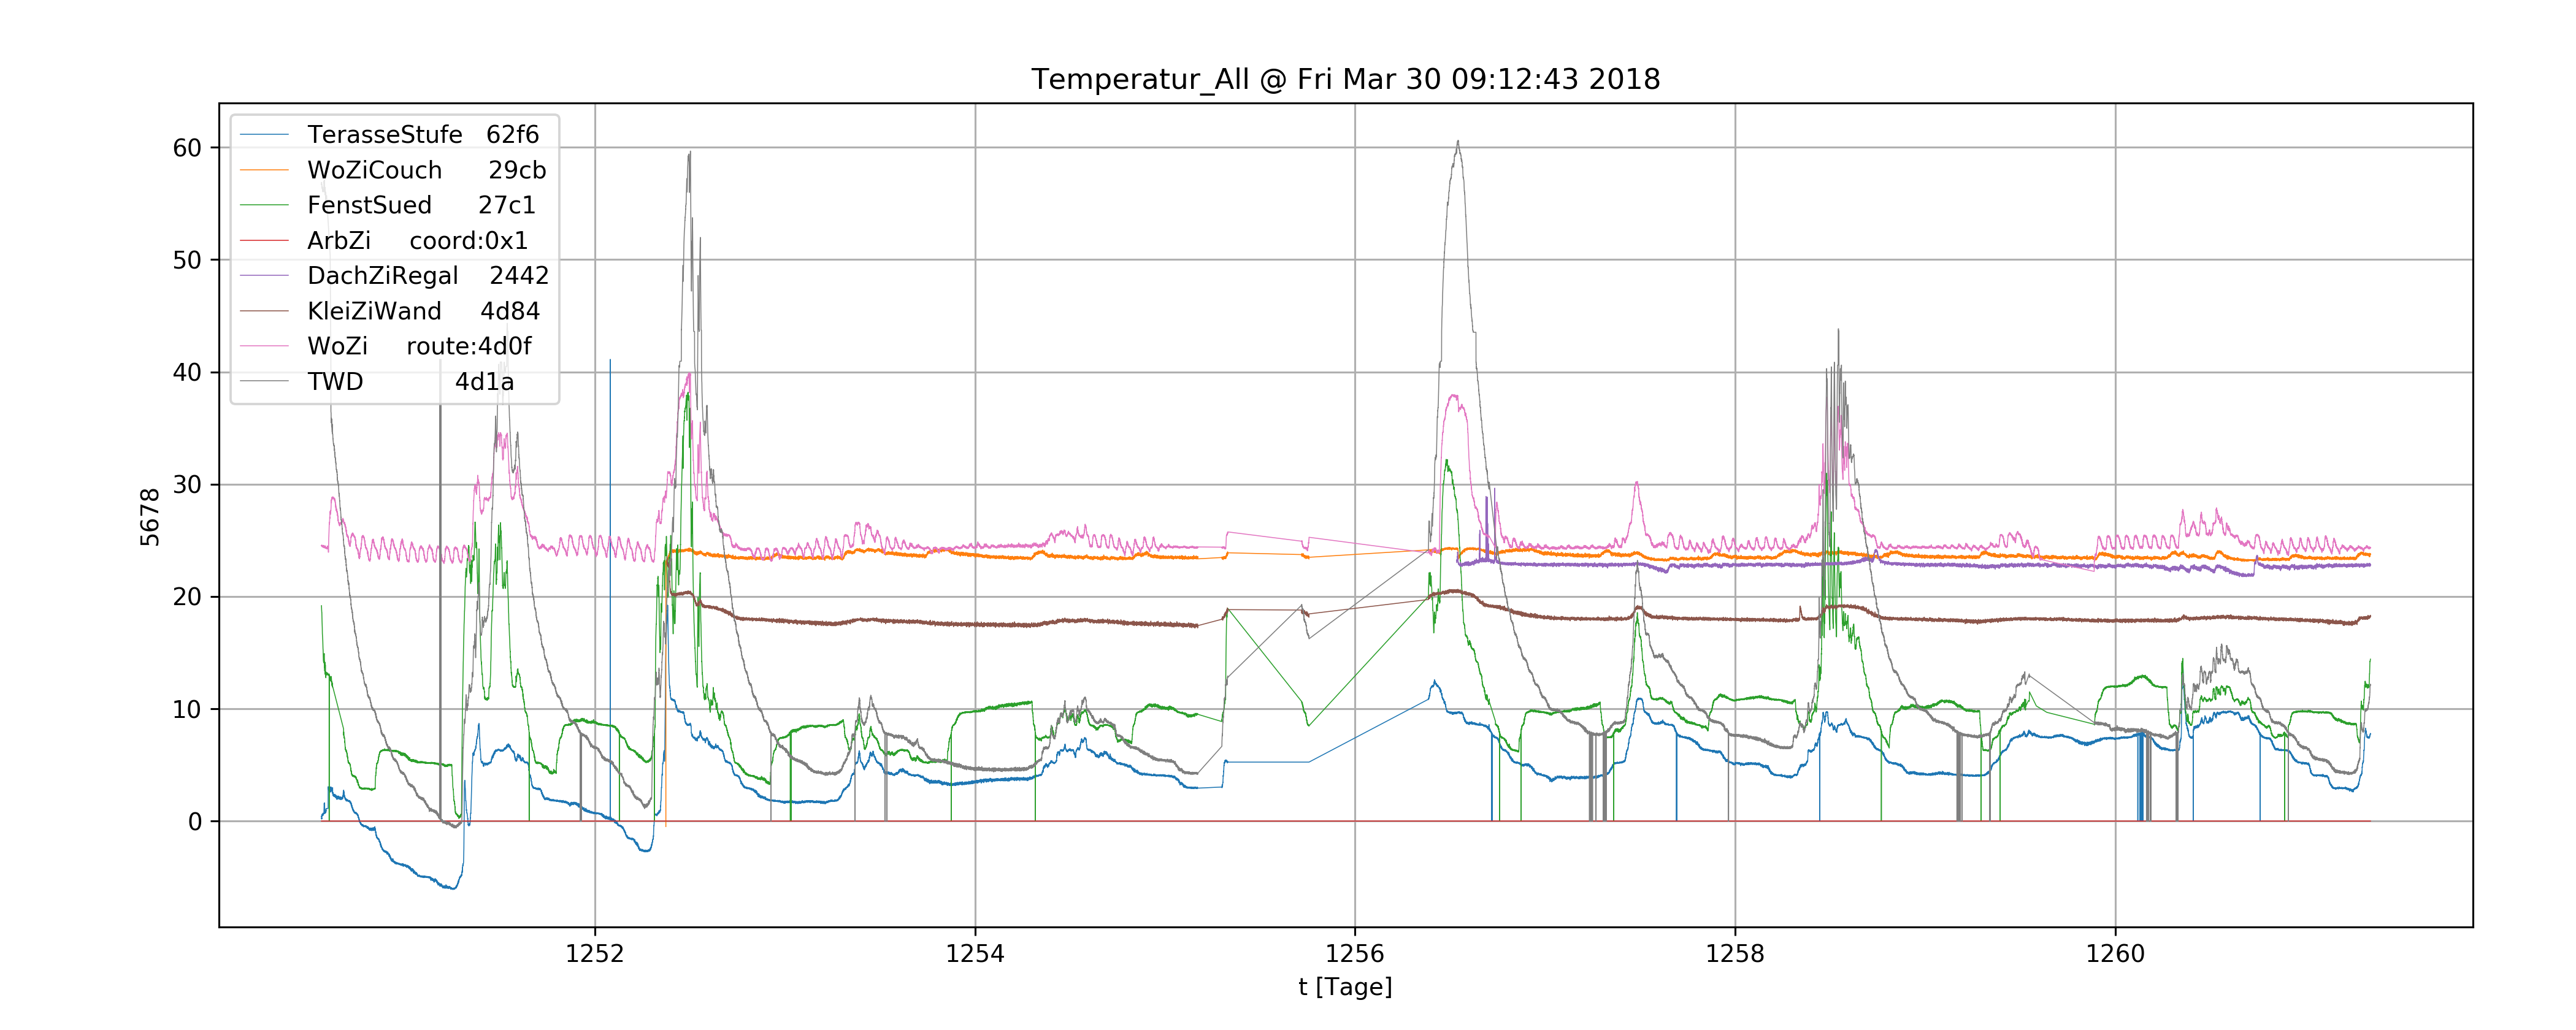 Temperatur_All @ Fri Mar 30 09:12:43 2018
TerasseStufe 62f6
WoZiCouch 29cb
FenstSued 27c1
ArbZi coord:0x1
DachZiRegal 2442
KleiZiWand 4d84
WoZi route:4d0f
TWD 4d1a
60
50
40
30
20
10
0
5678
1252 1254 1256 1258 1260
t [Tage]